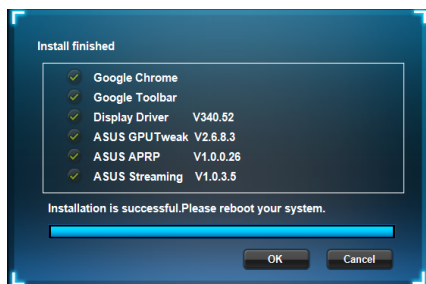 Install finished
Google Chrome
Google Toolbar
Display Driver V340.52
ASUS GPUTweak V2.6.8.3
ASUS APRP V1.0.0.26
ASUS Streaming V1.0.3.5
Installation is successful.Please reboot your system.
OK Cancel